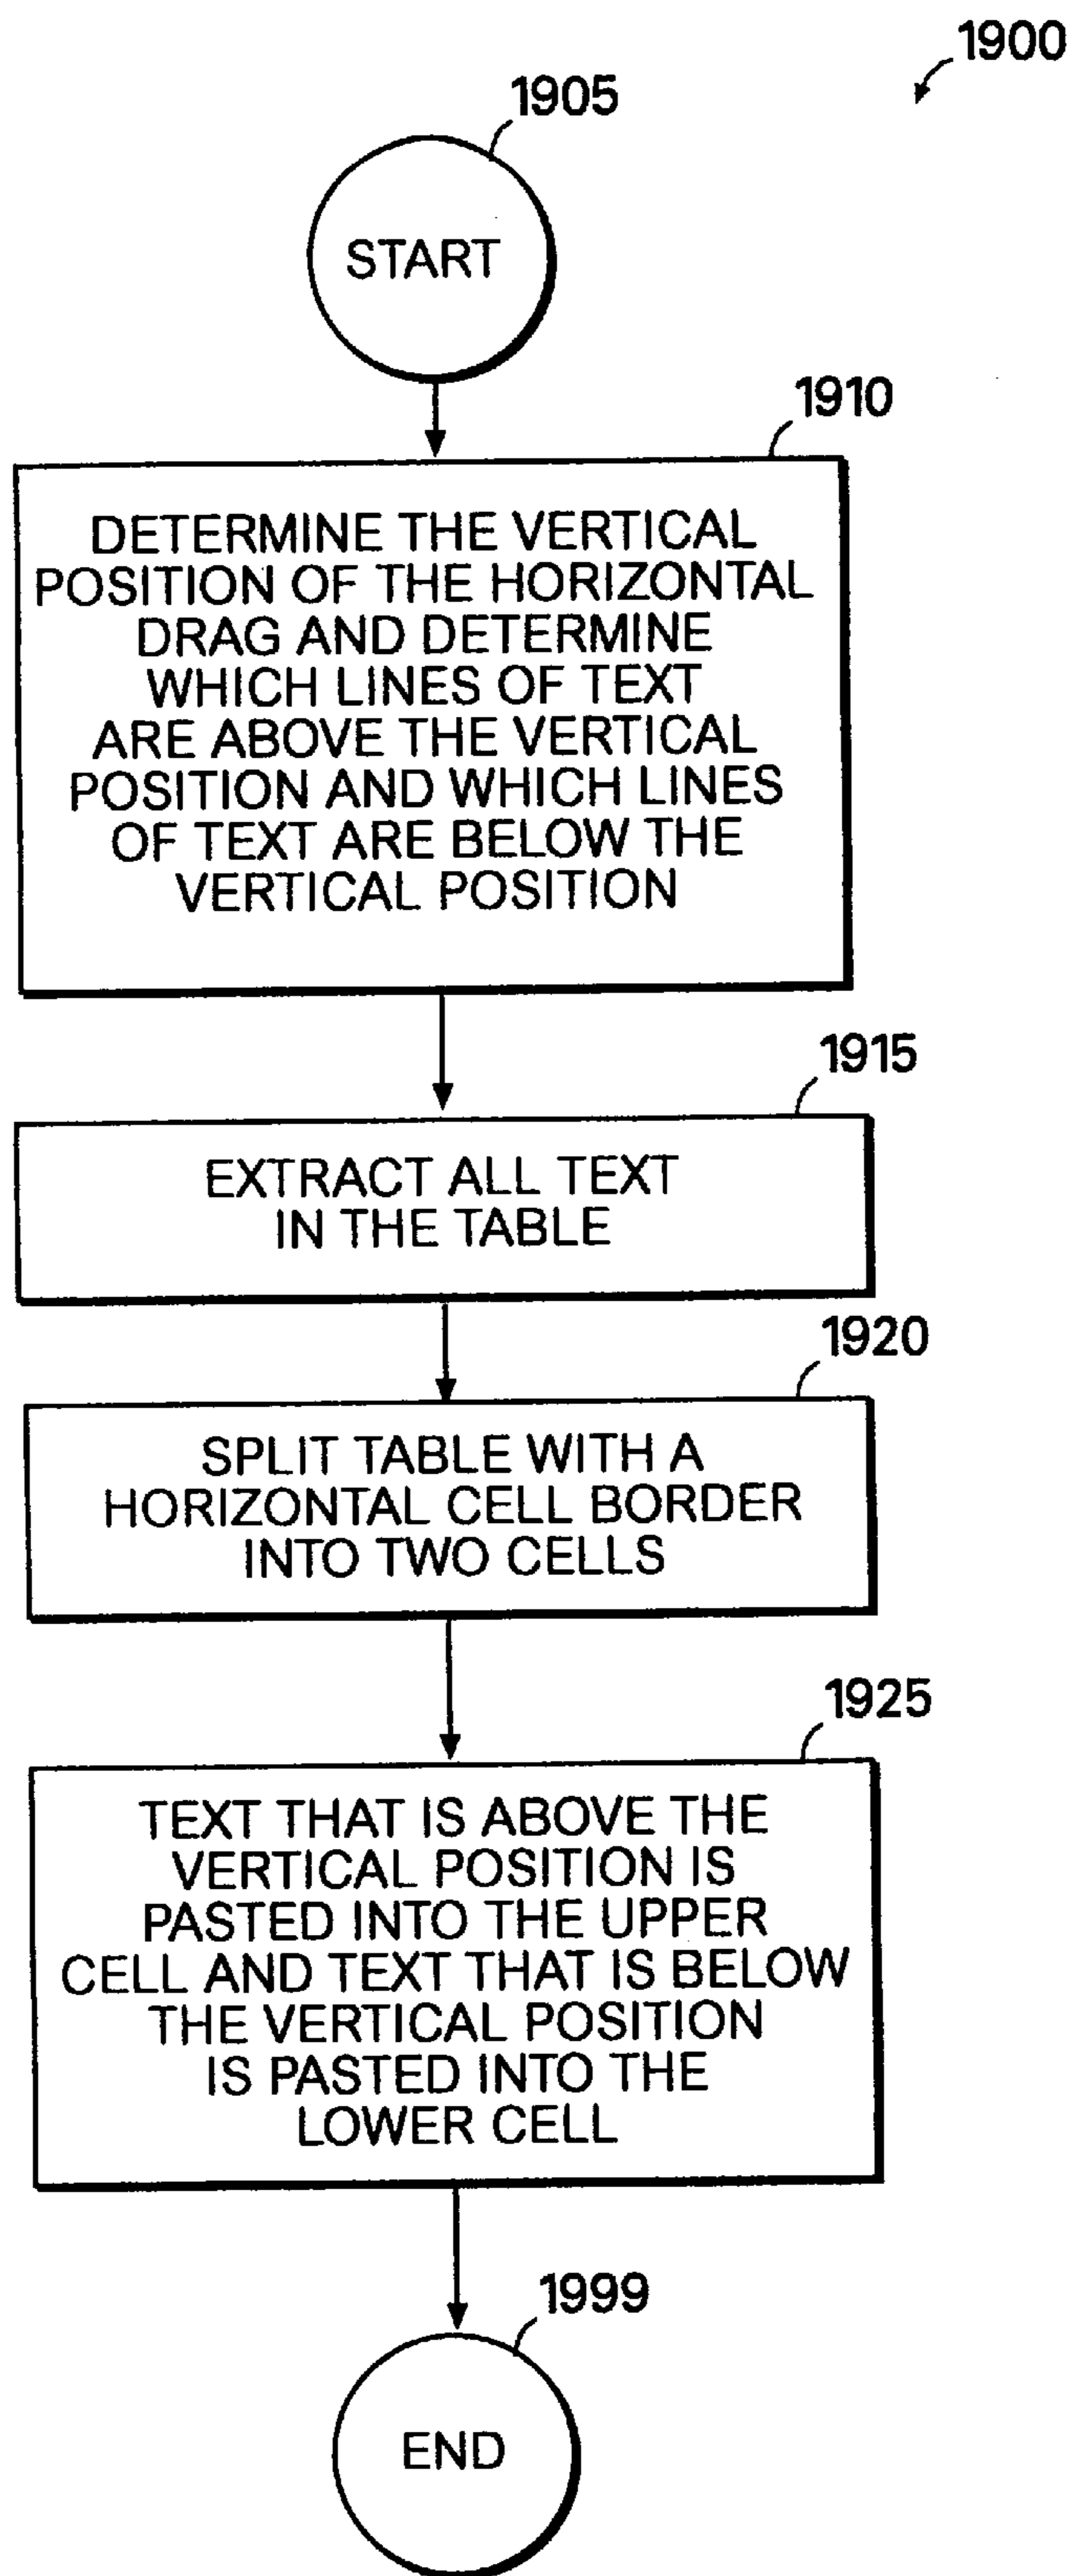 1900
1905
START
1910
DETERMINE THE VERTICAL
POSITION OF THE HORIZONTAL
DRAG AND DETERMINE
WHICH LINES OF TEXT
ARE ABOVE THE VERTICAL
POSITION AND WHICH LINES
OF TEXT ARE BELOW THE
VERTICAL POSITION
1915
EXTRACT ALL TEXT
IN THE TABLE
1920
SPLIT TABLE WITH A
HORIZONTAL CELL BORDER
INTO TWO CELLS
1925
TEXT THAT IS ABOVE THE
VERTICAL POSITION IS
PASTED INTO THE UPPER
CELL AND TEXT THAT IS BELOW
THE VERTICAL POSITION
IS PASTED INTO THE
LOWER CELL
1999
END